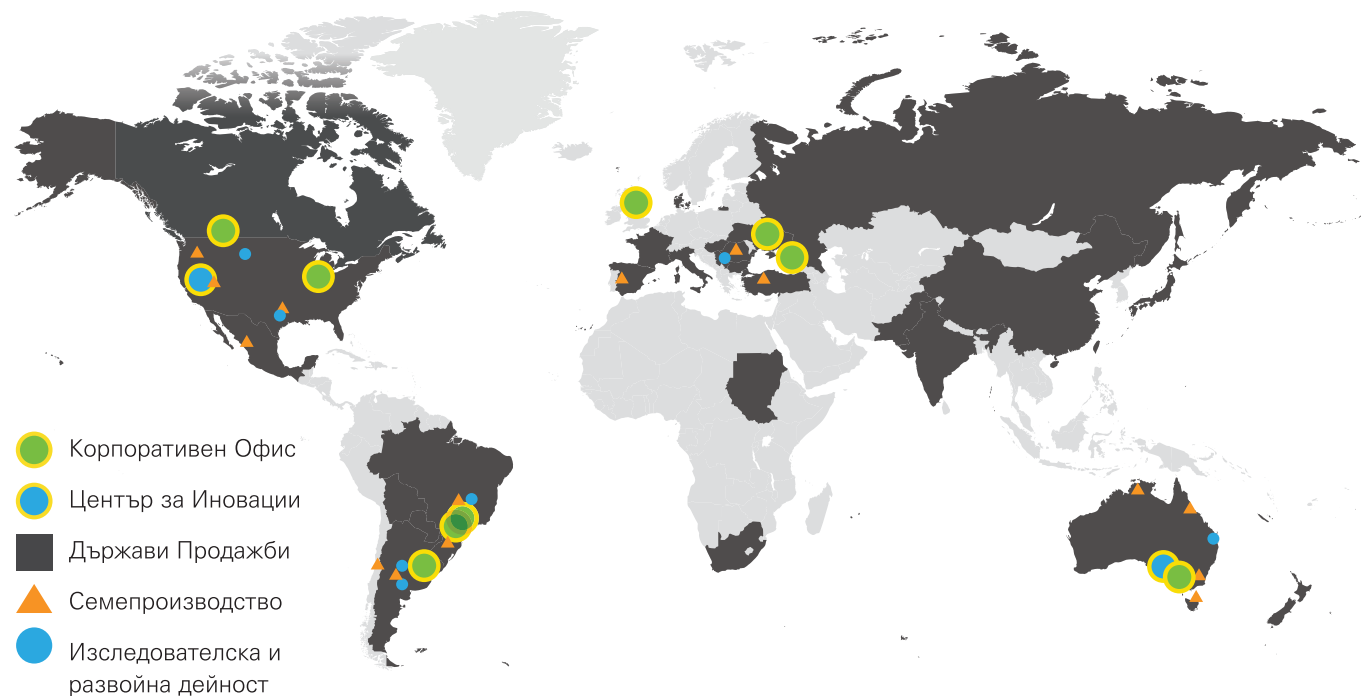 Корпоративен Офис
Център за Иновации
Държави Продажби
Семепроизводство
Изследователска и
развойна дейност